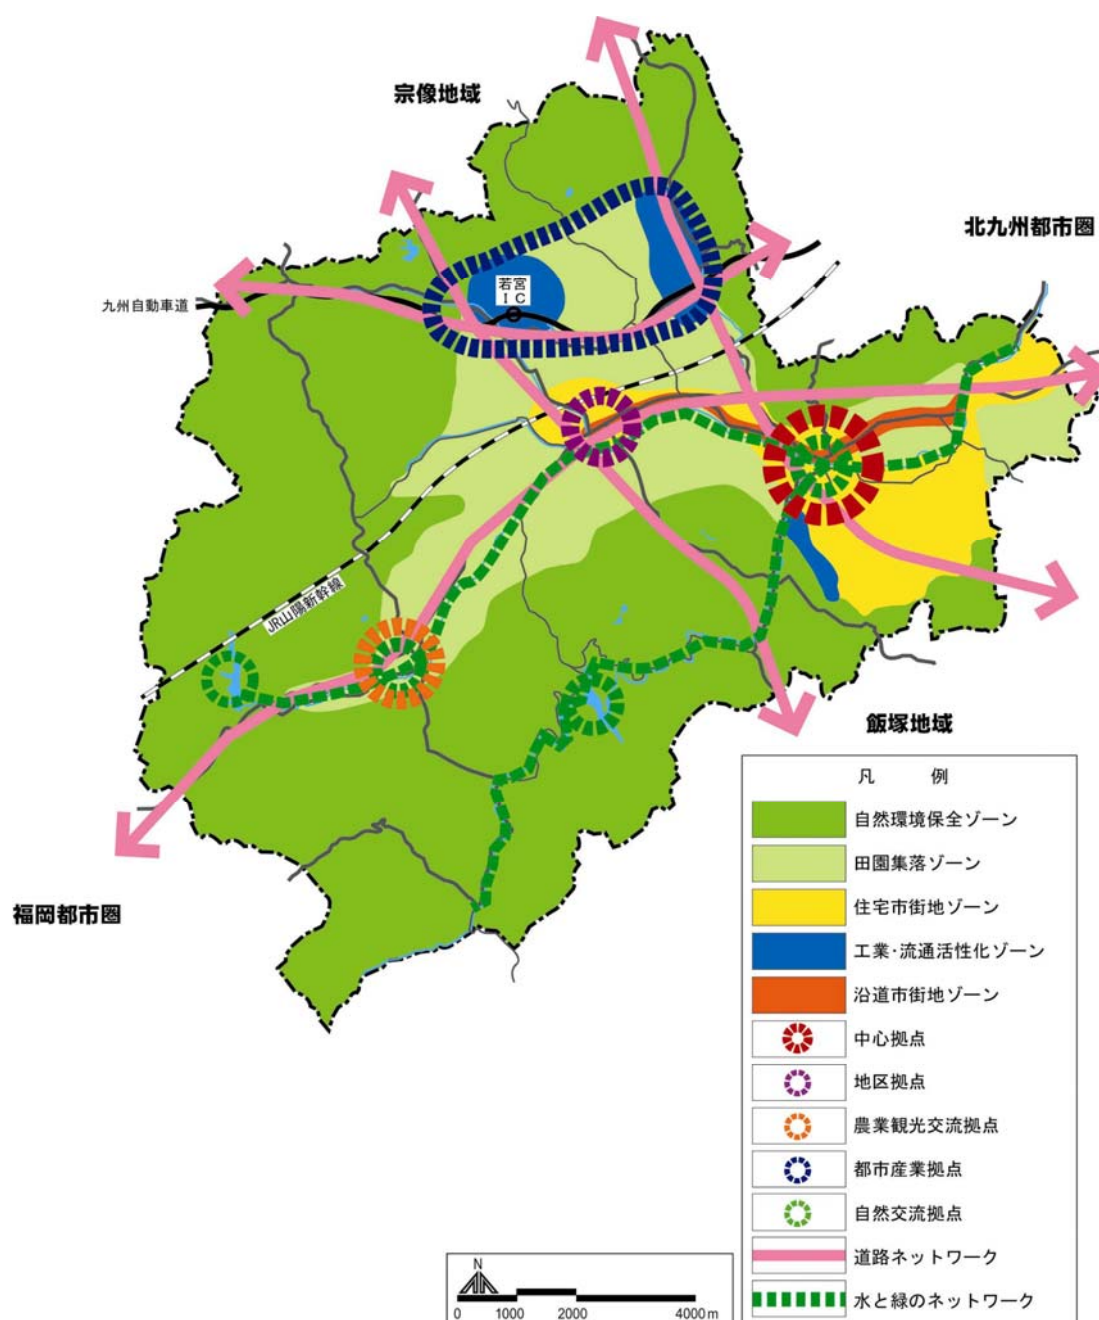 宗像地域
北九州都市圏
若宮
IC
九州自動車道
JR山陽新幹線
飯塚地域
福岡都市圏
凡 例
自然環境保全ゾーン
田園集落ゾーン
住宅市街地ゾーン
工業・流通活性化ゾーン
沿道市街地ゾーン
中心拠点
地区拠点
農業観光交流拠点
都市産業拠点
自然交流拠点
道路ネットワーク
水と緑のネットワーク
N
0 1000 2000 4000m